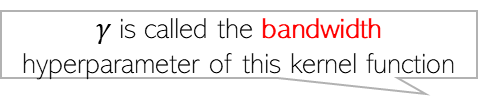 γ is called the bandwidth
hyperparameter of this kernel function